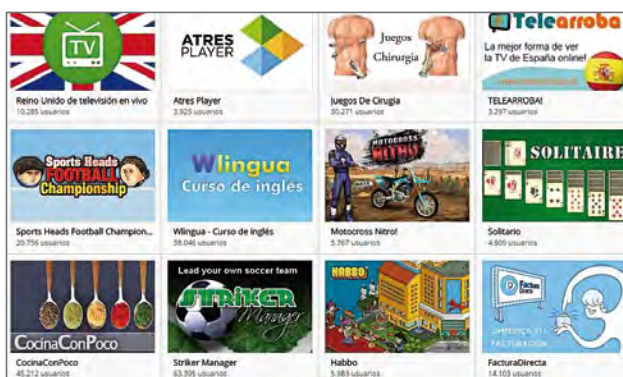 TV
ATRES
PLAYER
Juegos
Chirurgia
Telearroba
La mejor forma de ver
la TV de España online!
Reino Unido de televisión en vivo
10.285 usuarios
Atres Player
3.925 usuarios
Juegos De Cirugia
30.271 usuarios
TELEARROBA!
3.297 usuarios
Sports Heads
FOOTBALL
Championship
Wlingua
Curso de inglés
MOTOCROSS
NITRO
SOLITAIRE
Sports Heads Football Champion...
20.756 usuarios
Wlingua - Curso de inglés
58.046 usuarios
Motocross Nitro!
5.767 usuarios
Solitario
4.809 usuarios
CocinaConPoco
Lead your own soccer team
STRIKER
Manager
HABBO
Factura
Directa
SIMPLIFICA TU
FACTURACIÓN
CocinaConPoco
45.212 usuarios
Striker Manager
63.395 usuarios
Habbo
5.983 usuarios
FacturaDirecta
14.103 usuarios